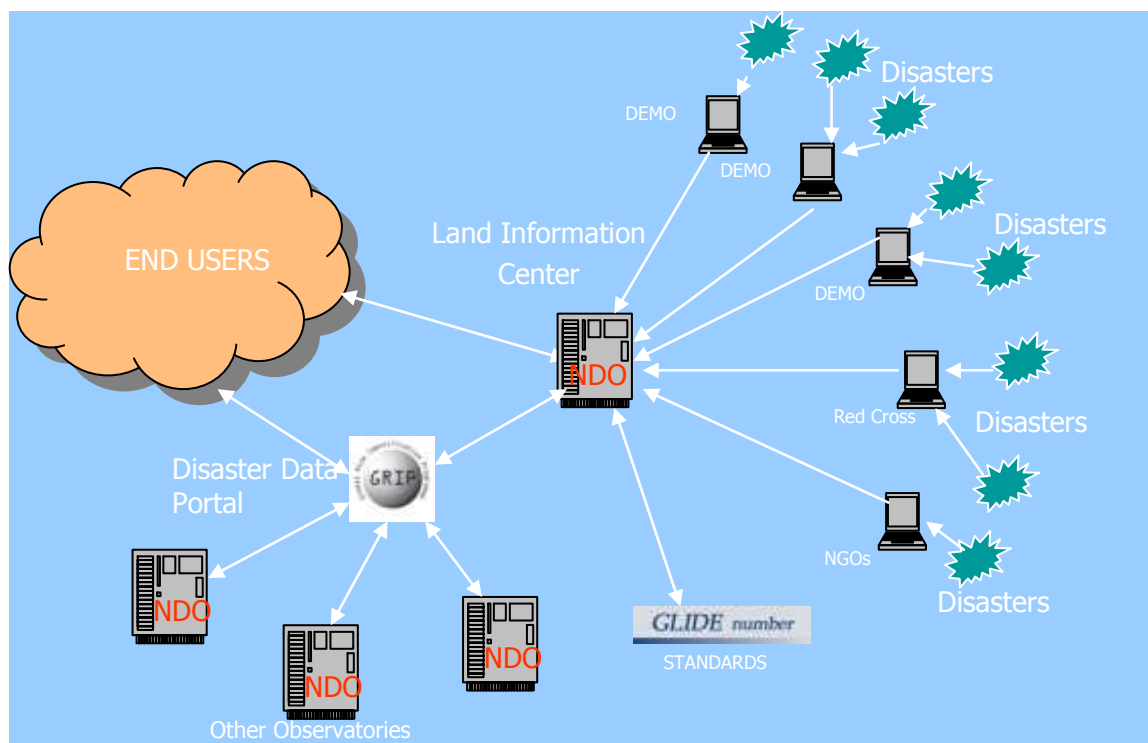 Disasters
DEMO
DEMO
Disasters
DEMO
Land Information
Center
END USERS
NDO
Red Cross
Disasters
Disaster Data
Portal
GRIP
NGOs
Disasters
NDO
NDO
NDO
GLIDE number
STANDARDS
Other Observatories